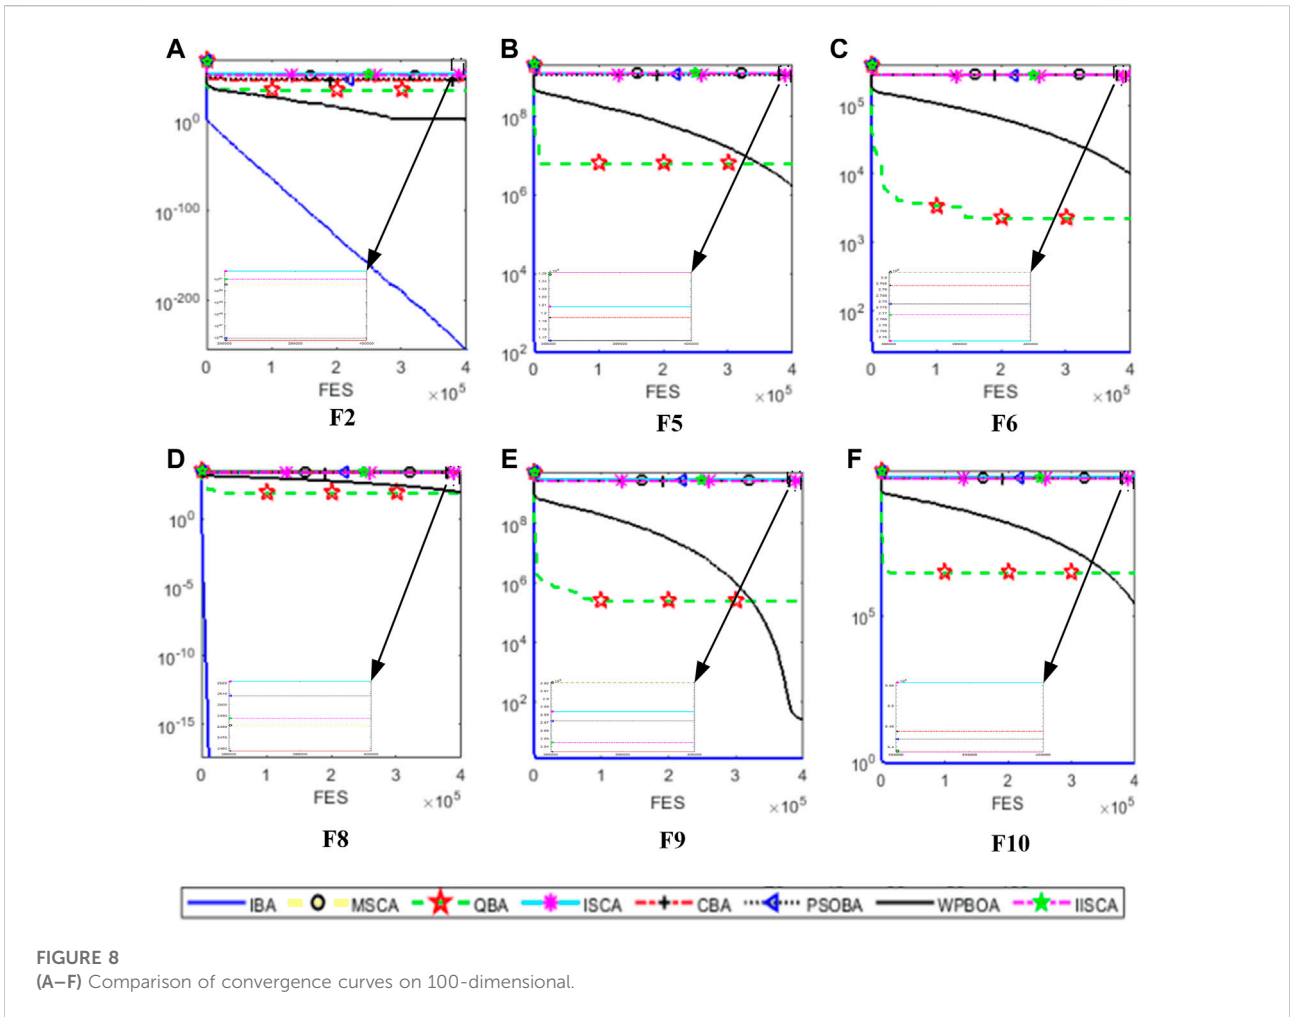 A
10^0
10^-100
10^-200
0 1 2 3 4
FES
×10^5
F2
B
10^8
10^6
10^4
10^2
0 1 2 3 4
FES
×10^5
F5
C
10^5
10^4
10^3
10^2
0 1 2 3 4
FES
×10^5
F6
D
10^0
10^-5
10^-10
10^-15
0 1 2 3 4
FES
×10^5
F8
E
10^8
10^6
10^4
10^2
0 1 2 3 4
FES
×10^5
F9
F
10^5
10^0
0 1 2 3 4
FES
×10^5
F10
IBA MSCA QBA ISCA CBA PSOBA WPBOA IISCA
FIGURE 8
(A–F) Comparison of convergence curves on 100-dimensional.